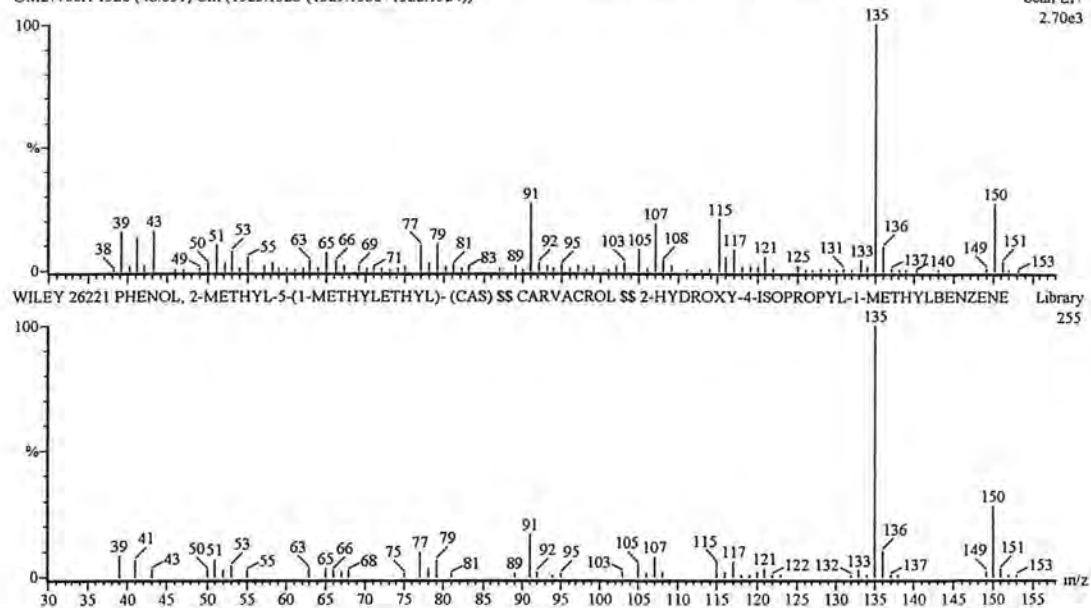 2.70e3
100
135
%
91 150
39 43 107 115
38 49 50 51 53 55 63 65 66 69 71 77 79 81 83 89 92 95 103 105 108 117 121 125 131 133 136 137 140 149 151 153
0
WILEY 26221 PHENOL, 2-METHYL-5-(1-METHYLETHYL)- (CAS) $$ CARVACROL $$ 2-HYDROXY-4-ISOPROPYL-1-METHYLBENZENE Library
255
100
135
%
150
91
39 41 43 50 51 53 55 63 65 66 68 75 77 79 81 89 92 95 103 105 107 115 117 121 122 132 133 136 137 149 151 153
0 m/z
30 35 40 45 50 55 60 65 70 75 80 85 90 95 100 105 110 115 120 125 130 135 140 145 150 155